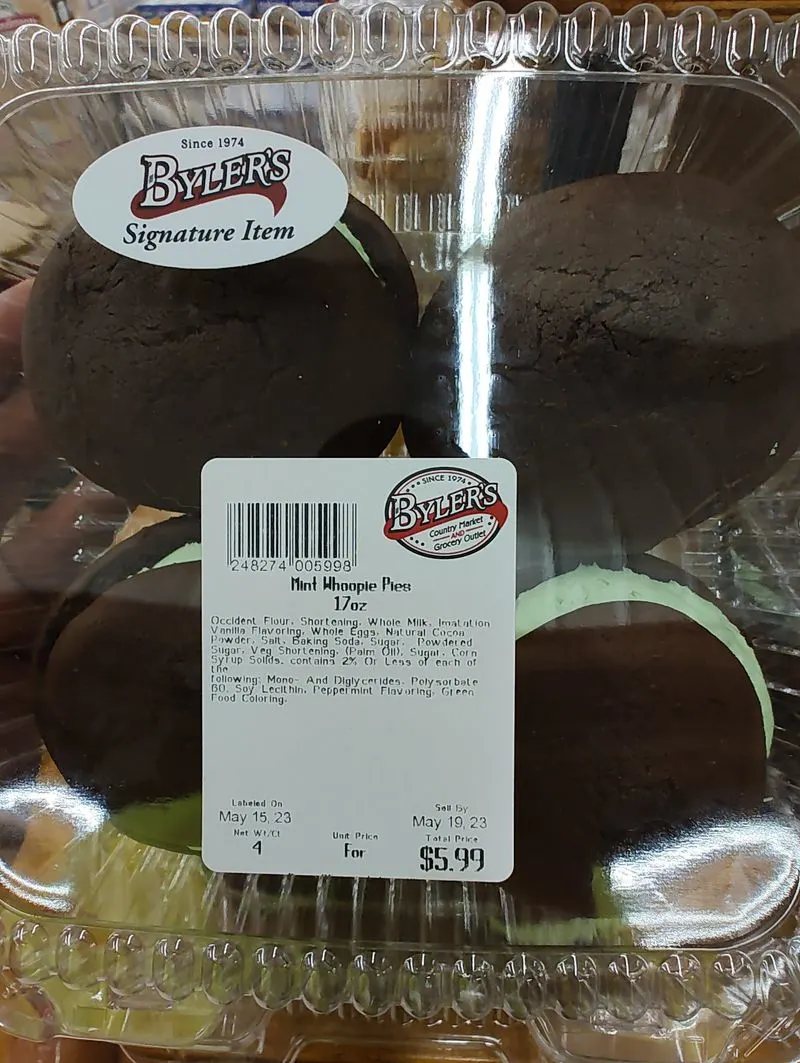 Since 1974
BYLER'S
Signature Item
SINCE 1974
BYLER'S
Country Market
AND
Grocery Outlet
248274 005998
Mint Whoopie Pies
17oz
Occident Flour, Shortening, Whole Milk, Imatation
Vanilla Flavoring, Whole Eggs, Natural Cocoa
Powder, Salt, Baking Soda, Sugar, Powdered
Sugar, Veg Shortening, (Palm Oil), Sugar, Corn
Syrup Solids, contains 2% Or Less of each of
the
following: Mono- And Diglycerides, Polysorbate
60, Soy Lecithin, Peppermint Flavoring, Green
Food Coloring.
Labeled On
May 15, 23
Sell By
May 19, 23
Net Wt/Ct
4
Unit Price
For
Total Price
$5.99